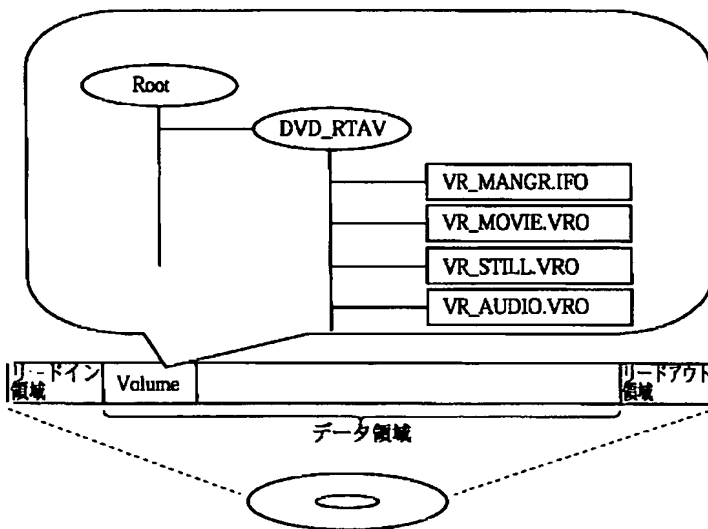 Root
DVD_RTAV
VR_MANGR.IFO
VR_MOVIE.VRO
VR_STILL.VRO
VR_AUDIO.VRO
リードイン
領域
Volume
リードアウト
領域
データ領域